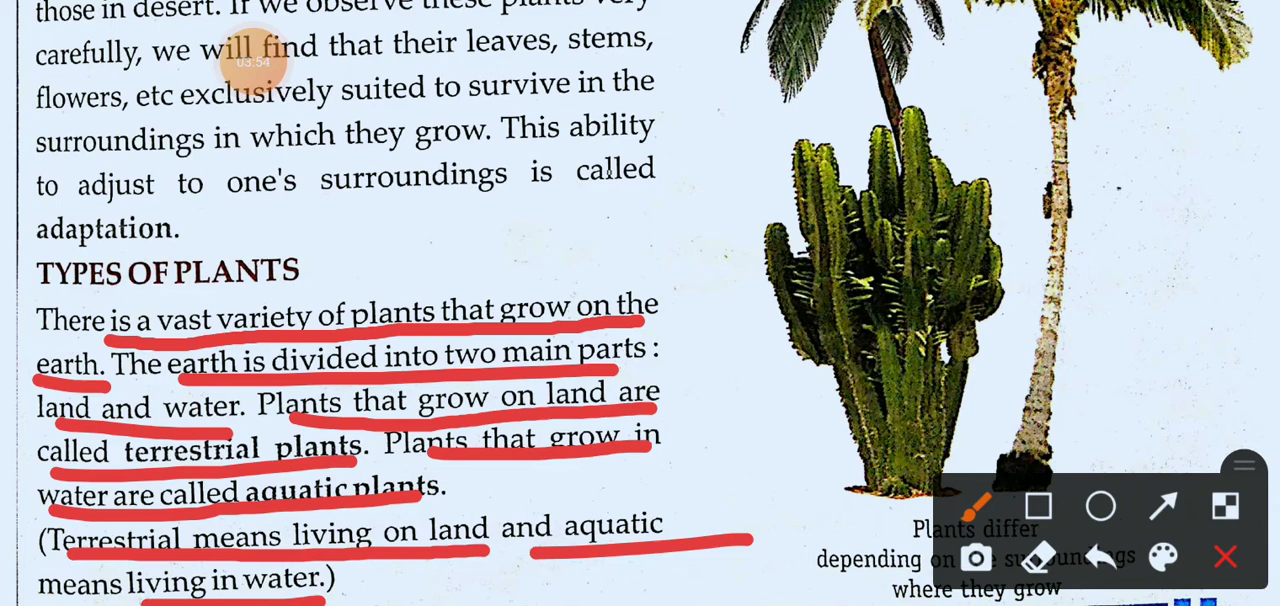 those in desert. If we observe these plants very
carefully, we will find that their leaves, stems,
flowers, etc exclusively suited to survive in the
surroundings in which they grow. This ability
to adjust to one's surroundings is called
adaptation.
TYPES OF PLANTS
There is a vast variety of plants that grow on the
earth. The earth is divided into two main parts :
land and water. Plants that grow on land are
called terrestrial plants. Plants that grow in
water are called aquatic plants.
(Terrestrial means living on land and aquatic
means living in water.)
03:54
Plants differ
depending on the surroundings
where they grow